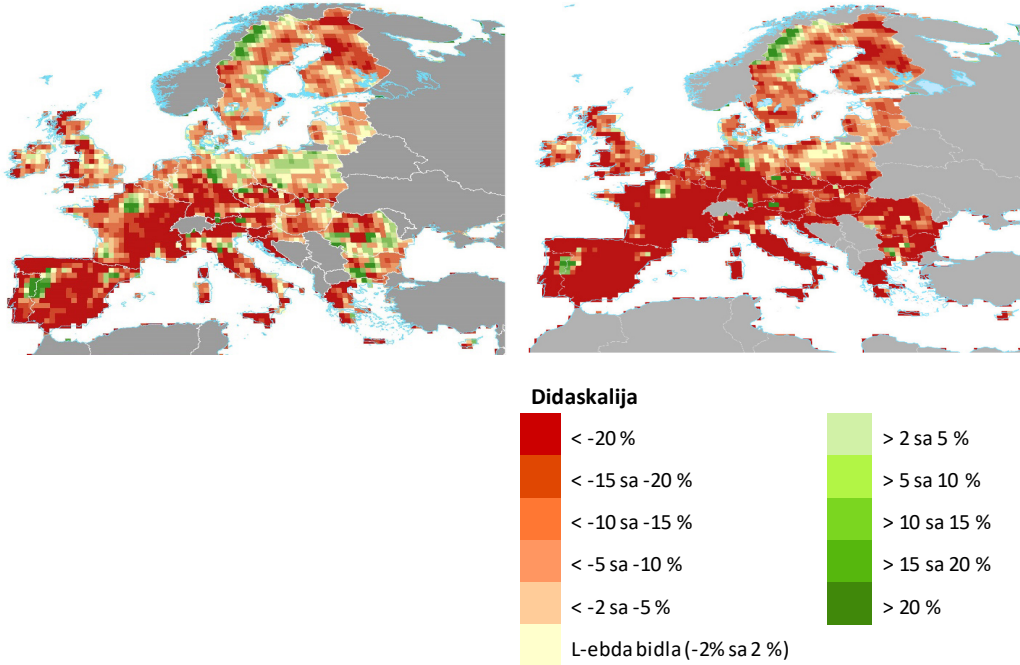 Didaskalija
< -20 %
< -15 sa -20 %
< -10 sa -15 %
< -5 sa -10 %
< -2 sa -5 %
L-ebda bidla (-2% sa 2 %)
> 2 sa 5 %
> 5 sa 10 %
> 10 sa 15 %
> 15 sa 20 %
> 20 %